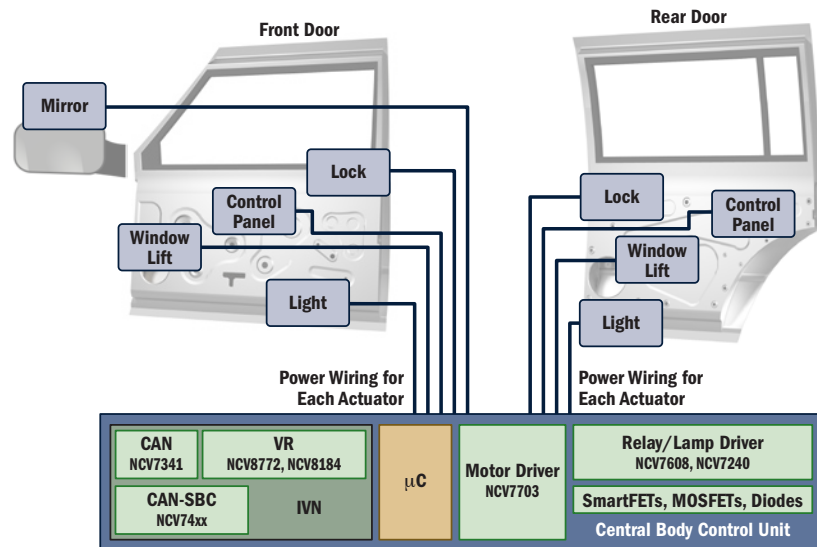 Front Door
Rear Door
Mirror
Lock
Control
Panel
Window
Lift
Light
Lock
Control
Panel
Window
Lift
Light
Power Wiring for
Each Actuator
Power Wiring for
Each Actuator
CAN
NCV7341
VR
NCV8772, NCV8184
CAN-SBC
NCV74xx
IVN
μC
Motor Driver
NCV7703
Relay/Lamp Driver
NCV7608, NCV7240
SmartFETs, MOSFETs, Diodes
Central Body Control Unit